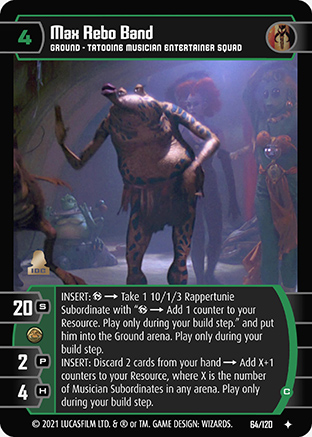 4
Max Rebo Band
GROUND - TATOOINE MUSICIAN ENTERTAINER SQUAD
IDC
20 S
2 P
4 H
INSERT: → Take 1 10/1/3 Rappertunie
Subordinate with “ → Add 1 counter to your
Resource. Play only during your build step.” and put
him into the Ground arena. Play only during your
build step.
INSERT: Discard 2 cards from your hand → Add X+1
counters to your Resource, where X is the number
of Musician Subordinates in any arena. Play only
during your build step.
C
© 2021 LUCASFILM LTD. & ® OR TM. GAME DESIGN: WIZARDS.
64/120